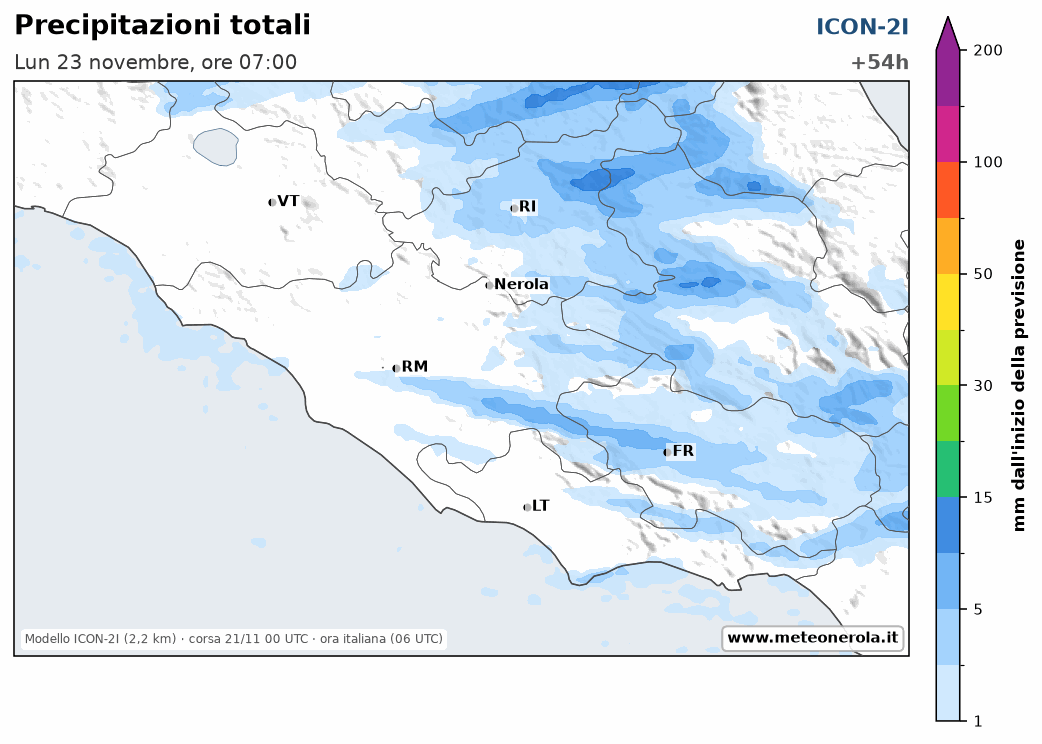 Precipitazioni totali
ICON-2I
Lun 23 novembre, ore 07:00
+54h
VT
RI
Nerola
RM
FR
LT
Modello ICON-2I (2,2 km) · corsa 21/11 00 UTC · ora italiana (06 UTC)
www.meteonerola.it
200
100
50
30
15
5
1
mm dall'inizio della previsione